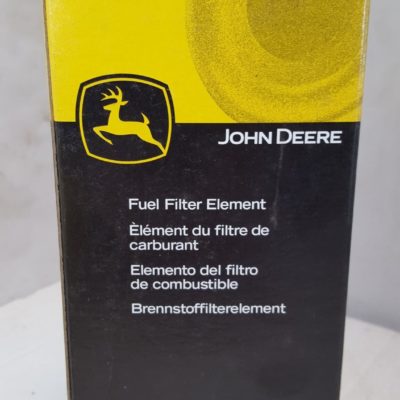 JOHN DEERE
Fuel Filter Element
Èlément du filtre de
carburant
Elemento del filtro
de combustible
Brennstoffilterelement